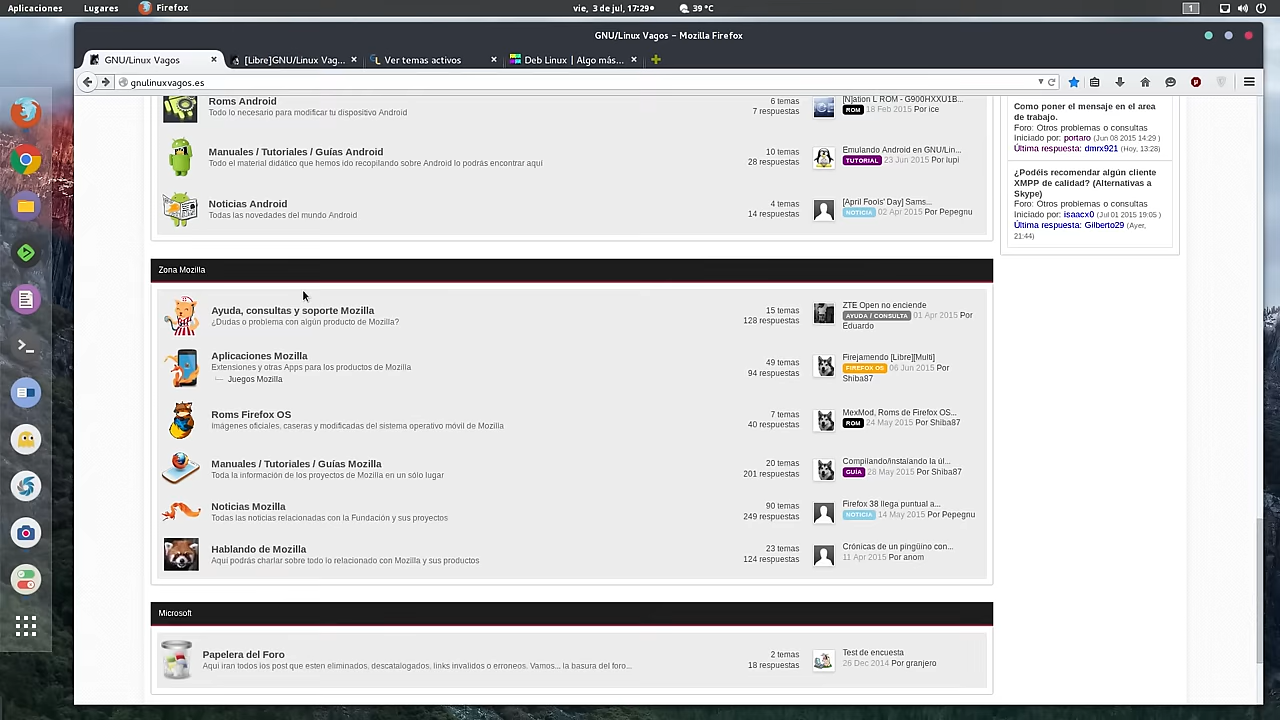 Aplicaciones Lugares Firefox vie, 3 de jul, 17:29 39 °C 1
GNU/Linux Vagos – Mozilla Firefox
GNU/Linux Vagos [Libre]GNU/Linux Vag... Ver temas activos Deb Linux | Algo más...
gnulinuxvagos.es
Roms Android
Todo lo necesario para modificar tu dispositivo Android
6 temas
7 respuestas
[N]ation L ROM - G900HXXU1B...
ROM 18 Feb 2015 Por ice
Manuales / Tutoriales / Guías Android
Todo el material didático que hemos ido recopilando sobre Android lo podrás encontrar aquí
10 temas
28 respuestas
Emulando Android en GNU/Lin...
TUTORIAL 23 Jun 2015 Por iupi
Noticias Android
Todas las novedades del mundo Android
4 temas
14 respuestas
[April Fools' Day] Sams...
NOTICIA 02 Apr 2015 Por Pepegnu
Como poner el mensaje en el area
de trabajo.
Foro: Otros problemas o consultas
Iniciado por: portaro (Jun 08 2015 14:29 )
Última respuesta: dmrx921 (Hoy, 13:28)
¿Podéis recomendar algún cliente
XMPP de calidad? (Alternativas a
Skype)
Foro: Otros problemas o consultas
Iniciado por: isaacx0 (Jul 01 2015 19:05 )
Última respuesta: Gilberto29 (Ayer,
21:44)
Zona Mozilla
Ayuda, consultas y soporte Mozilla
¿Dudas o problema con algún producto de Mozilla?
15 temas
128 respuestas
ZTE Open no enciende
AYUDA / CONSULTA 01 Apr 2015 Por
Eduardo
Aplicaciones Mozilla
Extensiones y otras Apps para los productos de Mozilla
Juegos Mozilla
49 temas
94 respuestas
Firejamendo [Libre][Multi]
FIREFOX OS 06 Jun 2015 Por
Shiba87
Roms Firefox OS
Imágenes oficiales, caseras y modificadas del sistema operativo móvil de Mozilla
7 temas
40 respuestas
MexMod, Roms de Firefox OS...
ROM 24 May 2015 Por Shiba87
Manuales / Tutoriales / Guías Mozilla
Toda la información de los proyectos de Mozilla en un sólo lugar
20 temas
201 respuestas
Compilando/instalando la úl...
GUÍA 28 May 2015 Por Shiba87
Noticias Mozilla
Todas las noticias relacionadas con la Fundación y sus proyectos
90 temas
249 respuestas
Firefox 38 llega puntual a...
NOTICIA 14 May 2015 Por Pepegnu
Hablando de Mozilla
Aquí podrás charlar sobre todo lo relacionado con Mozilla y sus productos
23 temas
124 respuestas
Crónicas de un pingüino con...
11 Apr 2015 Por anom
Microsoft
Papelera del Foro
Aqui iran todos los post que esten eliminados, descatalogados, links invalidos o erroneos. Vamos... la basura del foro...
2 temas
18 respuestas
Test de encuesta
26 Dec 2014 Por granjero